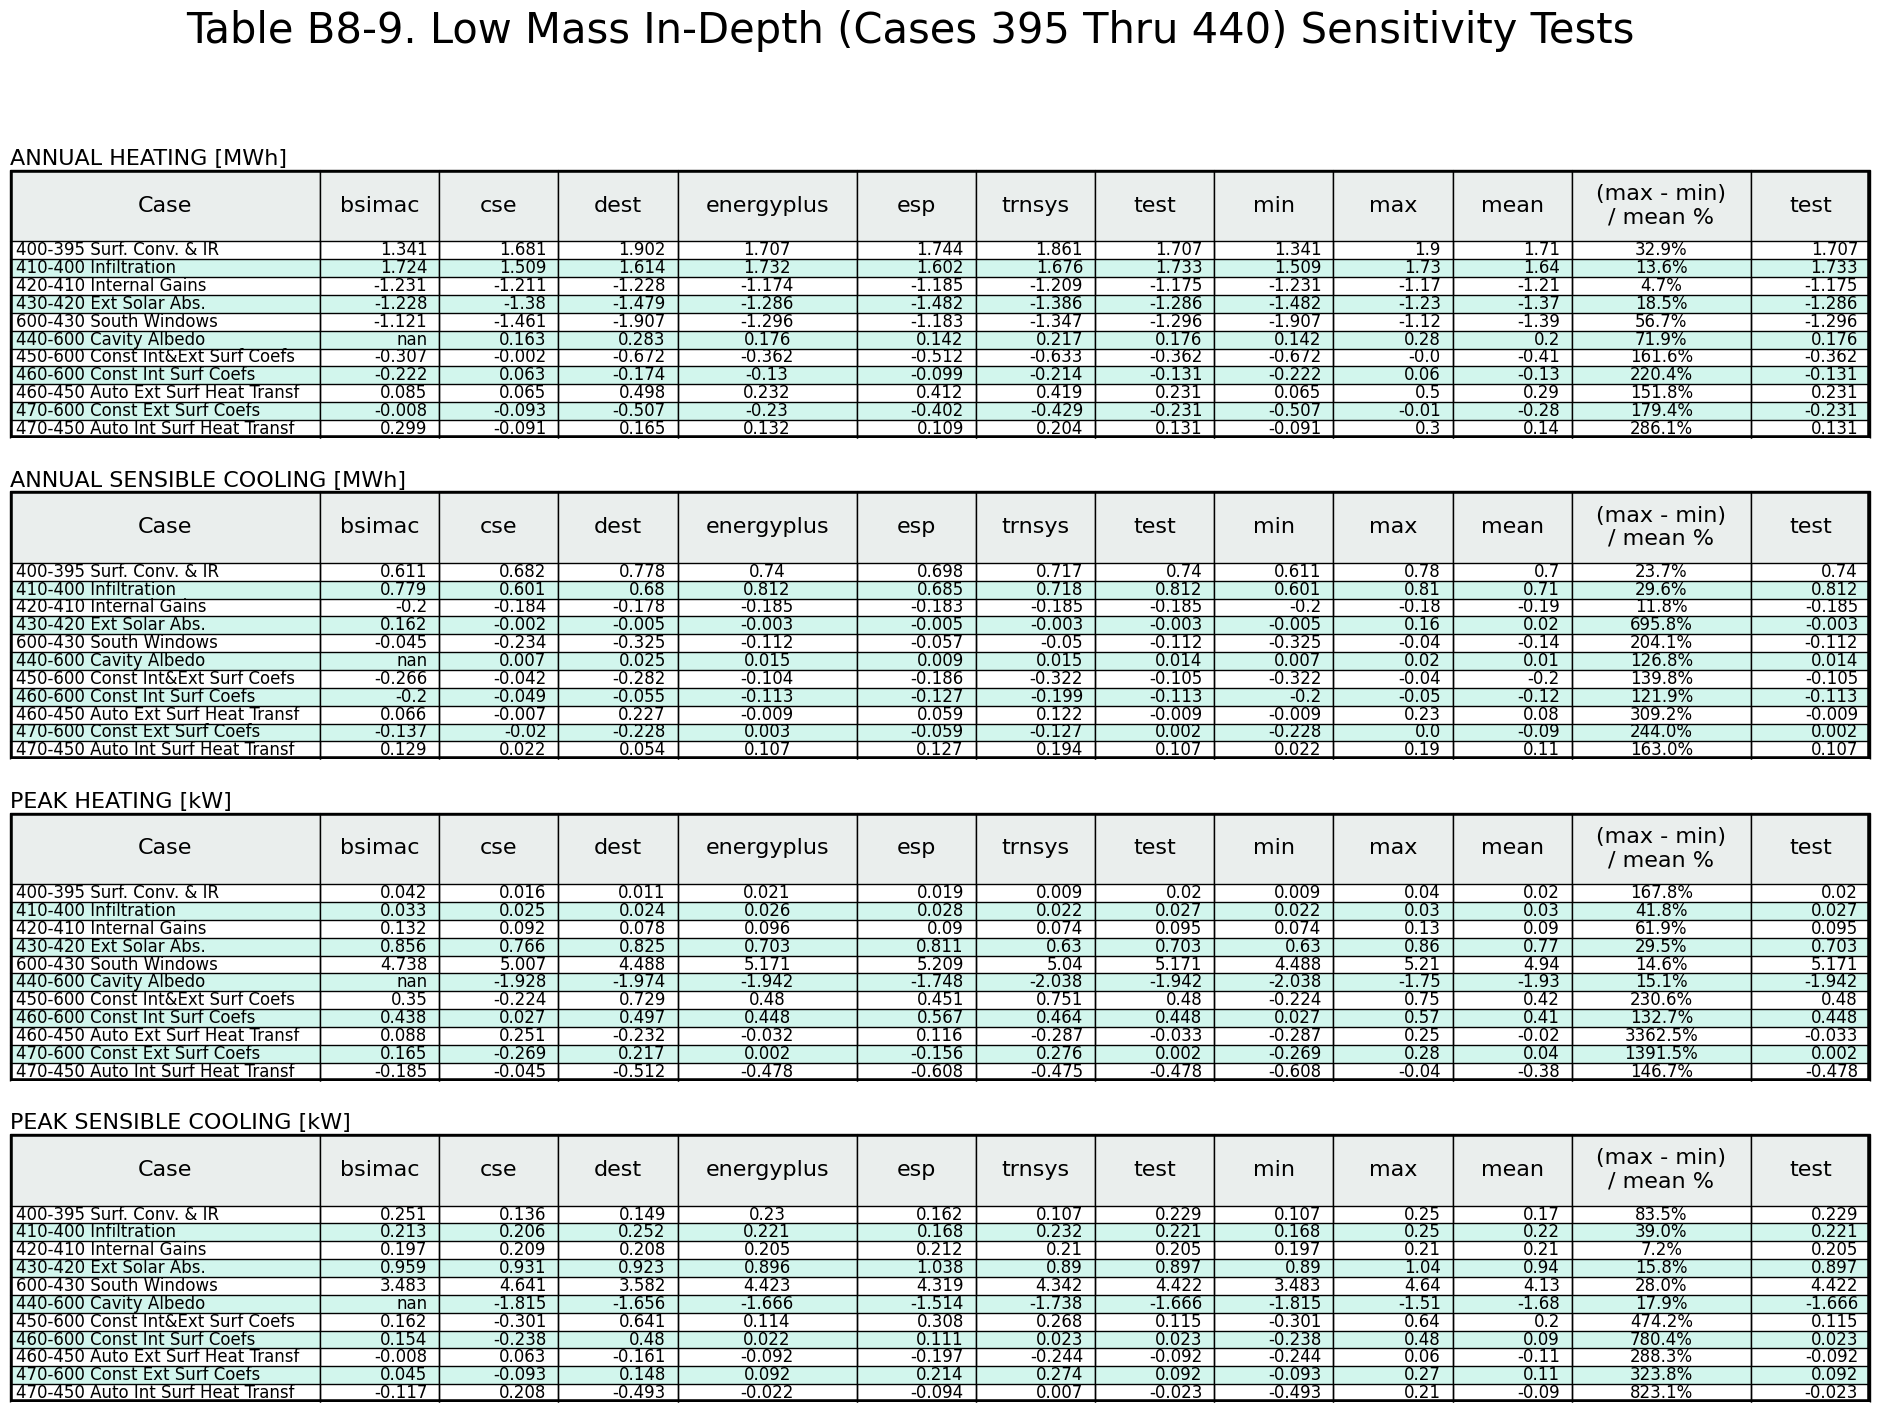 Table B8-9. Low Mass In-Depth (Cases 395 Thru 440) Sensitivity Tests
ANNUAL HEATING [MWh]
Case bsimac cse dest energyplus esp trnsys test min max mean (max - min) / mean % test
400-395 Surf. Conv. & IR 1.341 1.681 1.902 1.707 1.744 1.861 1.707 1.341 1.9 1.71 32.9% 1.707
410-400 Infiltration 1.724 1.509 1.614 1.732 1.602 1.676 1.733 1.509 1.73 1.64 13.6% 1.733
420-410 Internal Gains -1.231 -1.211 -1.228 -1.174 -1.185 -1.209 -1.175 -1.231 -1.17 -1.21 4.7% -1.175
430-420 Ext Solar Abs. -1.228 -1.38 -1.479 -1.286 -1.482 -1.386 -1.286 -1.482 -1.23 -1.37 18.5% -1.286
600-430 South Windows -1.121 -1.461 -1.907 -1.296 -1.183 -1.347 -1.296 -1.907 -1.12 -1.39 56.7% -1.296
440-600 Cavity Albedo nan 0.163 0.283 0.176 0.142 0.217 0.176 0.142 0.28 0.2 71.9% 0.176
450-600 Const Int&Ext Surf Coefs -0.307 -0.002 -0.672 -0.362 -0.512 -0.633 -0.362 -0.672 -0.0 -0.41 161.6% -0.362
460-600 Const Int Surf Coefs -0.222 0.063 -0.174 -0.13 -0.099 -0.214 -0.131 -0.222 0.06 -0.13 220.4% -0.131
460-450 Auto Ext Surf Heat Transf 0.085 0.065 0.498 0.232 0.412 0.419 0.231 0.065 0.5 0.29 151.8% 0.231
470-600 Const Ext Surf Coefs -0.008 -0.093 -0.507 -0.23 -0.402 -0.429 -0.231 -0.507 -0.01 -0.28 179.4% -0.231
470-450 Auto Int Surf Heat Transf 0.299 -0.091 0.165 0.132 0.109 0.204 0.131 -0.091 0.3 0.14 286.1% 0.131
ANNUAL SENSIBLE COOLING [MWh]
Case bsimac cse dest energyplus esp trnsys test min max mean (max - min) / mean % test
400-395 Surf. Conv. & IR 0.611 0.682 0.778 0.74 0.698 0.717 0.74 0.611 0.78 0.7 23.7% 0.74
410-400 Infiltration 0.779 0.601 0.68 0.812 0.685 0.718 0.812 0.601 0.81 0.71 29.6% 0.812
420-410 Internal Gains -0.2 -0.184 -0.178 -0.185 -0.183 -0.185 -0.185 -0.2 -0.18 -0.19 11.8% -0.185
430-420 Ext Solar Abs. 0.162 -0.002 -0.005 -0.003 -0.005 -0.003 -0.003 -0.005 0.16 0.02 695.8% -0.003
600-430 South Windows -0.045 -0.234 -0.325 -0.112 -0.057 -0.05 -0.112 -0.325 -0.04 -0.14 204.1% -0.112
440-600 Cavity Albedo nan 0.007 0.025 0.015 0.009 0.015 0.014 0.007 0.02 0.01 126.8% 0.014
450-600 Const Int&Ext Surf Coefs -0.266 -0.042 -0.282 -0.104 -0.186 -0.322 -0.105 -0.322 -0.04 -0.2 139.8% -0.105
460-600 Const Int Surf Coefs -0.2 -0.049 -0.055 -0.113 -0.127 -0.199 -0.113 -0.2 -0.05 -0.12 121.9% -0.113
460-450 Auto Ext Surf Heat Transf 0.066 -0.007 0.227 -0.009 0.059 0.122 -0.009 -0.009 0.23 0.08 309.2% -0.009
470-600 Const Ext Surf Coefs -0.137 -0.02 -0.228 0.003 -0.059 -0.127 0.002 -0.228 0.0 -0.09 244.0% 0.002
470-450 Auto Int Surf Heat Transf 0.129 0.022 0.054 0.107 0.127 0.194 0.107 0.022 0.19 0.11 163.0% 0.107
PEAK HEATING [kW]
Case bsimac cse dest energyplus esp trnsys test min max mean (max - min) / mean % test
400-395 Surf. Conv. & IR 0.042 0.016 0.011 0.021 0.019 0.009 0.02 0.009 0.04 0.02 167.8% 0.02
410-400 Infiltration 0.033 0.025 0.024 0.026 0.028 0.022 0.027 0.022 0.03 0.03 41.8% 0.027
420-410 Internal Gains 0.132 0.092 0.078 0.096 0.09 0.074 0.095 0.074 0.13 0.09 61.9% 0.095
430-420 Ext Solar Abs. 0.856 0.766 0.825 0.703 0.811 0.63 0.703 0.63 0.86 0.77 29.5% 0.703
600-430 South Windows 4.738 5.007 4.488 5.171 5.209 5.04 5.171 4.488 5.21 4.94 14.6% 5.171
440-600 Cavity Albedo nan -1.928 -1.974 -1.942 -1.748 -2.038 -1.942 -2.038 -1.75 -1.93 15.1% -1.942
450-600 Const Int&Ext Surf Coefs 0.35 -0.224 0.729 0.48 0.451 0.751 0.48 -0.224 0.75 0.42 230.6% 0.48
460-600 Const Int Surf Coefs 0.438 0.027 0.497 0.448 0.567 0.464 0.448 0.027 0.57 0.41 132.7% 0.448
460-450 Auto Ext Surf Heat Transf 0.088 0.251 -0.232 -0.032 0.116 -0.287 -0.033 -0.287 0.25 -0.02 3362.5% -0.033
470-600 Const Ext Surf Coefs 0.165 -0.269 0.217 0.002 -0.156 0.276 0.002 -0.269 0.28 0.04 1391.5% 0.002
470-450 Auto Int Surf Heat Transf -0.185 -0.045 -0.512 -0.478 -0.608 -0.475 -0.478 -0.608 -0.04 -0.38 146.7% -0.478
PEAK SENSIBLE COOLING [kW]
Case bsimac cse dest energyplus esp trnsys test min max mean (max - min) / mean % test
400-395 Surf. Conv. & IR 0.251 0.136 0.149 0.23 0.162 0.107 0.229 0.107 0.25 0.17 83.5% 0.229
410-400 Infiltration 0.213 0.206 0.252 0.221 0.168 0.232 0.221 0.168 0.25 0.22 39.0% 0.221
420-410 Internal Gains 0.197 0.209 0.208 0.205 0.212 0.21 0.205 0.197 0.21 0.21 7.2% 0.205
430-420 Ext Solar Abs. 0.959 0.931 0.923 0.896 1.038 0.89 0.897 0.89 1.04 0.94 15.8% 0.897
600-430 South Windows 3.483 4.641 3.582 4.423 4.319 4.342 4.422 3.483 4.64 4.13 28.0% 4.422
440-600 Cavity Albedo nan -1.815 -1.656 -1.666 -1.514 -1.738 -1.666 -1.815 -1.51 -1.68 17.9% -1.666
450-600 Const Int&Ext Surf Coefs 0.162 -0.301 0.641 0.114 0.308 0.268 0.115 -0.301 0.64 0.2 474.2% 0.115
460-600 Const Int Surf Coefs 0.154 -0.238 0.48 0.022 0.111 0.023 0.023 -0.238 0.48 0.09 780.4% 0.023
460-450 Auto Ext Surf Heat Transf -0.008 0.063 -0.161 -0.092 -0.197 -0.244 -0.092 -0.244 0.06 -0.11 288.3% -0.092
470-600 Const Ext Surf Coefs 0.045 -0.093 0.148 0.092 0.214 0.274 0.092 -0.093 0.27 0.11 323.8% 0.092
470-450 Auto Int Surf Heat Transf -0.117 0.208 -0.493 -0.022 -0.094 0.007 -0.023 -0.493 0.21 -0.09 823.1% -0.023